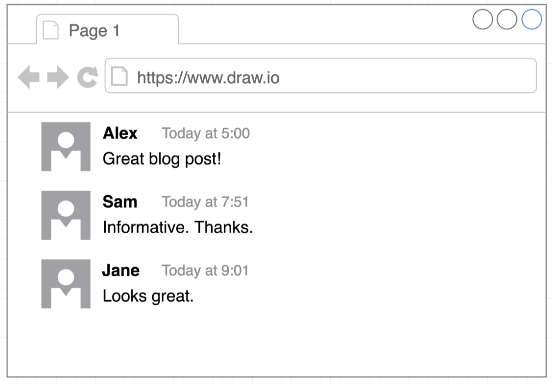 Page 1
https://www.draw.io
Alex Today at 5:00
Great blog post!
Sam Today at 7:51
Informative. Thanks.
Jane Today at 9:01
Looks great.